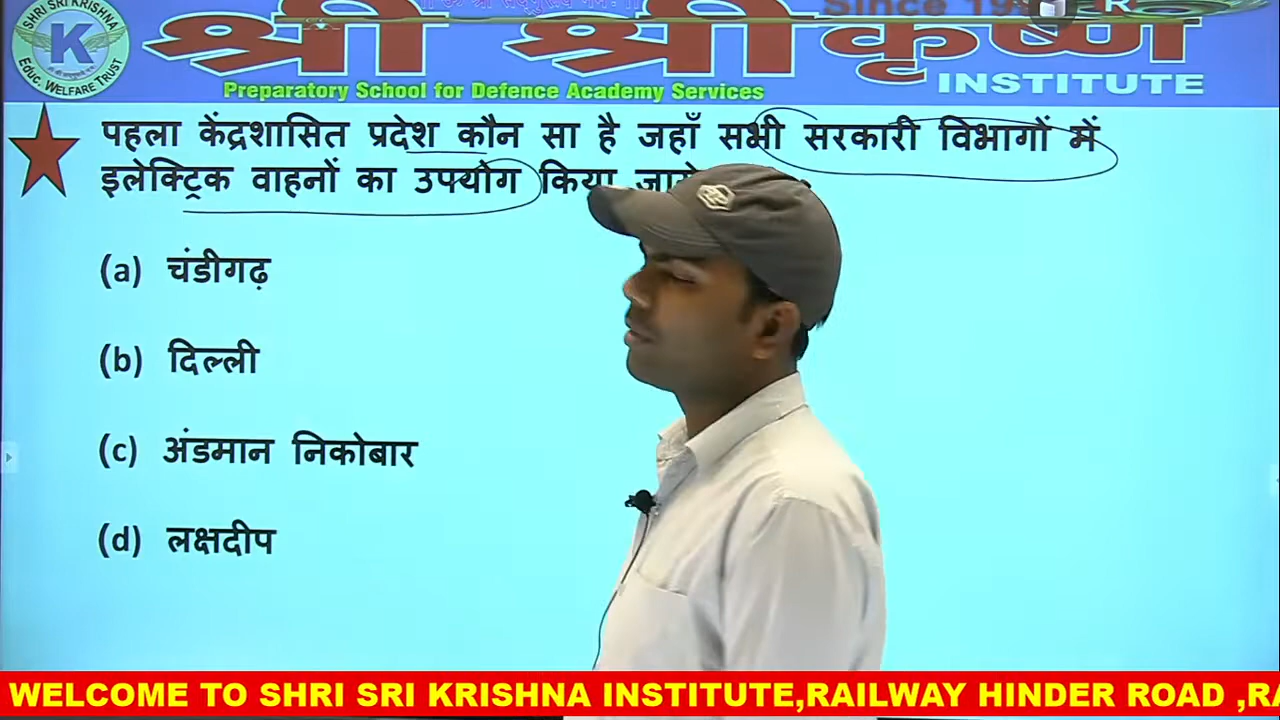 SHRI SRI KRISHNA
K
Educ. WELFARE TRUST
Since
श्री श्रीकृष्ण
INSTITUTE
Preparatory School for Defence Academy Services
पहला केंद्रशासित प्रदेश कौन सा है जहाँ सभी सरकारी विभागों में
इलेक्ट्रिक वाहनों का उपयोग किया
(a) चंडीगढ़
(b) दिल्ली
(c) अंडमान निकोबार
(d) लक्षदीप
WELCOME TO SHRI SRI KRISHNA INSTITUTE,RAILWAY HINDER ROAD ,RA